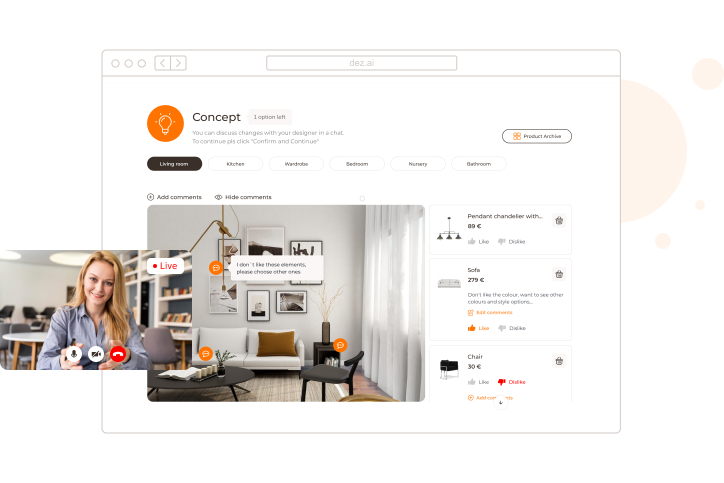 dez.ai
Concept
1 option left
You can discuss changes with your designer in a chat.
To continue pls click "Confirm and Continue"
Product Archive
Living room
Kitchen
Wardrobe
Bedroom
Nursery
Bathroom
Add comments
Hide comments
Live
I don`t like these elements,
please choose other ones
Pendant chandelier with...
89 €
Like
Dislike
Sofa
279 €
Don't like the colour, want to see other
colours and style options...
Edit comments
Like
Dislike
Chair
30 €
Like
Dislike